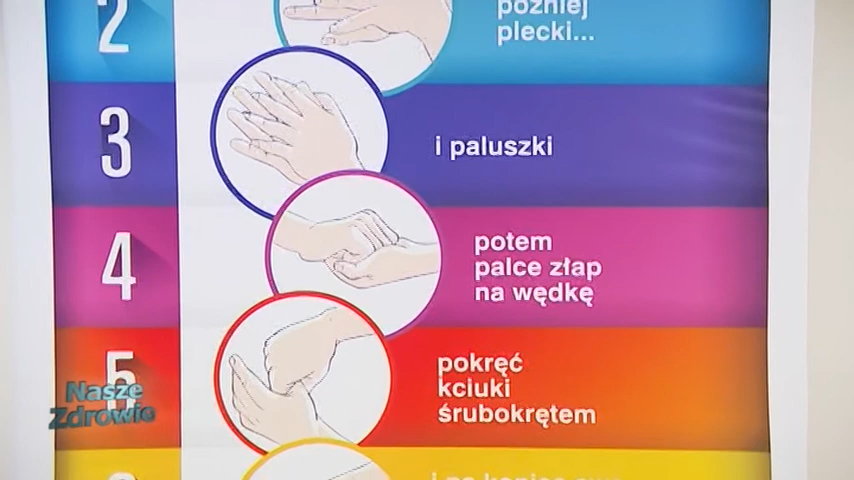 2
później
plecki...
3
i paluszki
4
potem
palce złap
na wędkę
5
pokręć
kciuki
śrubokrętem
Nasze
Zdrowie